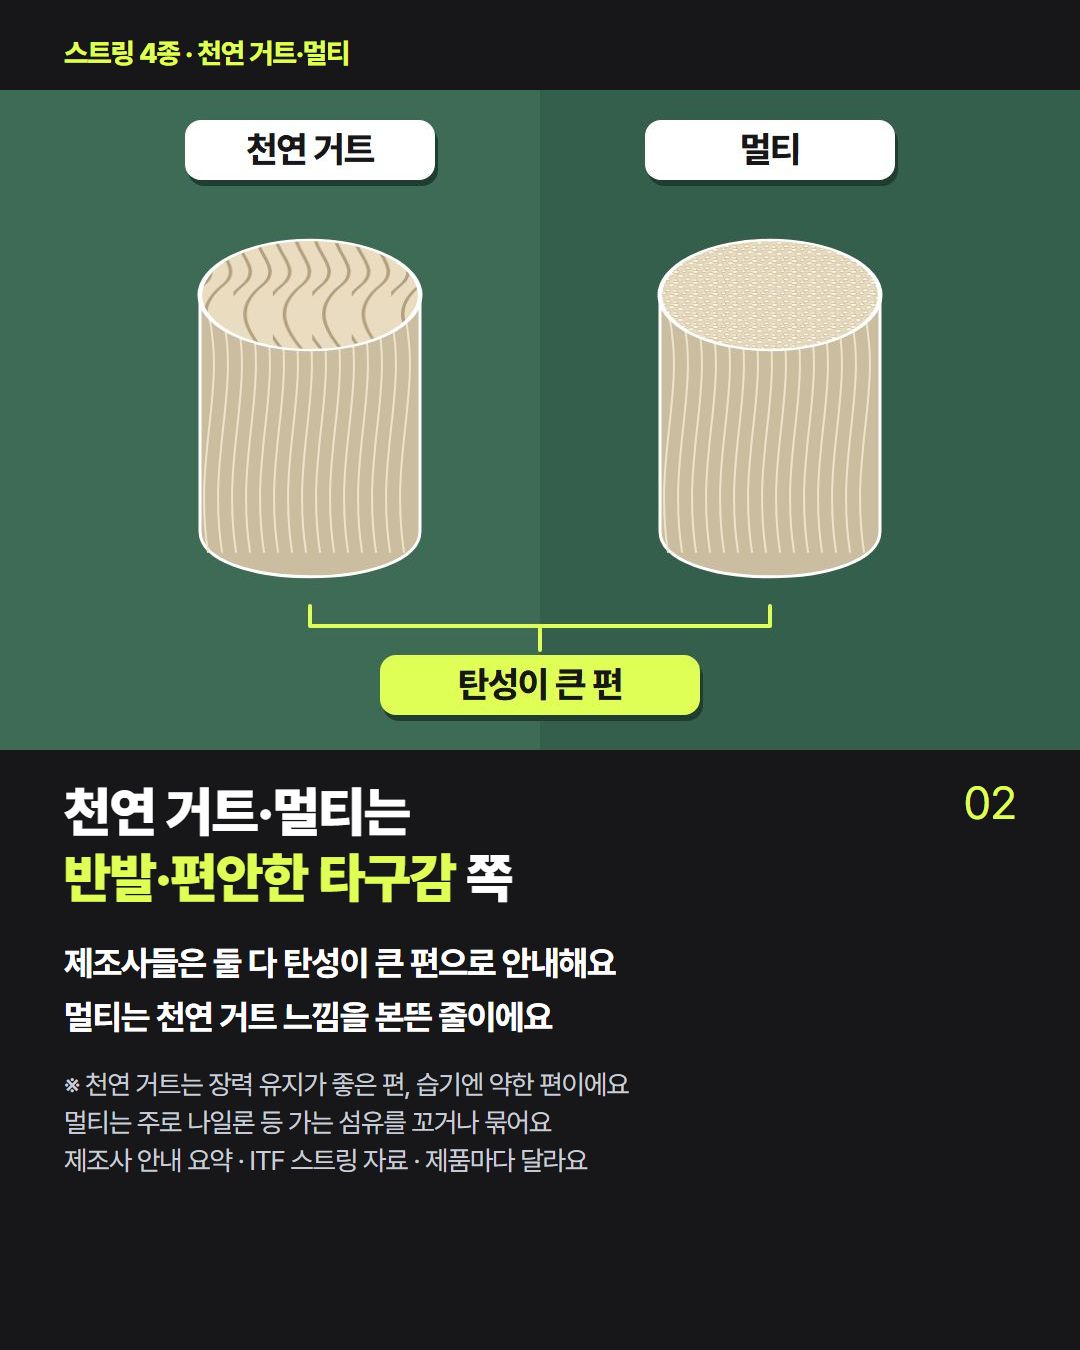 스트링 4종 · 천연 거트·멀티
천연 거트
멀티
탄성이 큰 편
천연 거트·멀티는
02
반발·편안한 타구감 쪽
제조사들은 둘 다 탄성이 큰 편으로 안내해요
멀티는 천연 거트 느낌을 본뜬 줄이에요
※ 천연 거트는 장력 유지가 좋은 편, 습기엔 약한 편이에요
멀티는 주로 나일론 등 가는 섬유를 꼬거나 묶어요
제조사 안내 요약 · ITF 스트링 자료 · 제품마다 달라요